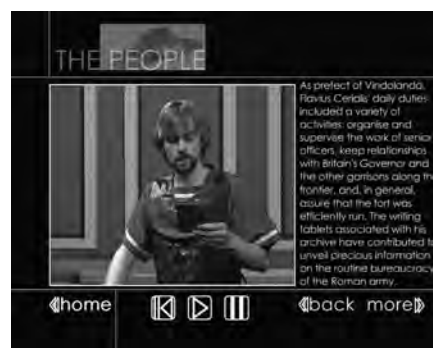 THE PEOPLE
As prefect of Vindolanda,
Flavius Cerialis' daily duties
included a variety of
activities: organise and
supervise the work of senior
officers, keep relationships
with Britain's Governor and
the other garrisons along the
frontier, and, in general,
assure that the fort was
efficiently run. The writing
tablets associated with his
archive have contributed to
unveil precious information
on the routine bureaucracy
of the Roman army.
home
back more